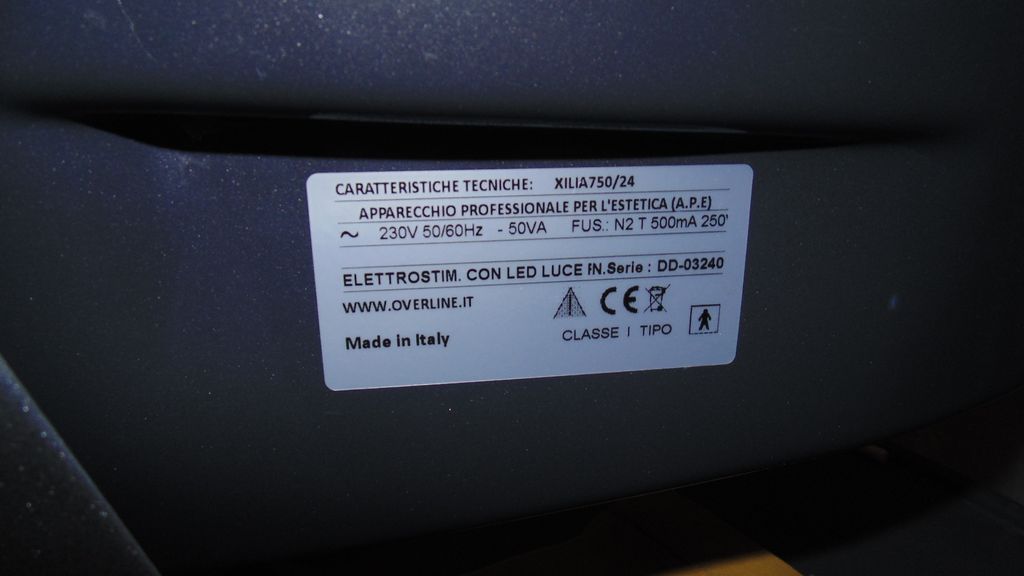 CARATTERISTICHE TECNICHE: XILIA750/24
APPARECCHIO PROFESSIONALE PER L'ESTETICA (A.P.E)
~ 230V 50/60Hz - 50VA FUS.: N2 T 500mA 250'
ELETTROSTIM. CON LED LUCE IN.Serie : DD-03240
WWW.OVERLINE.IT
CE
CLASSE I TIPO
Made in Italy